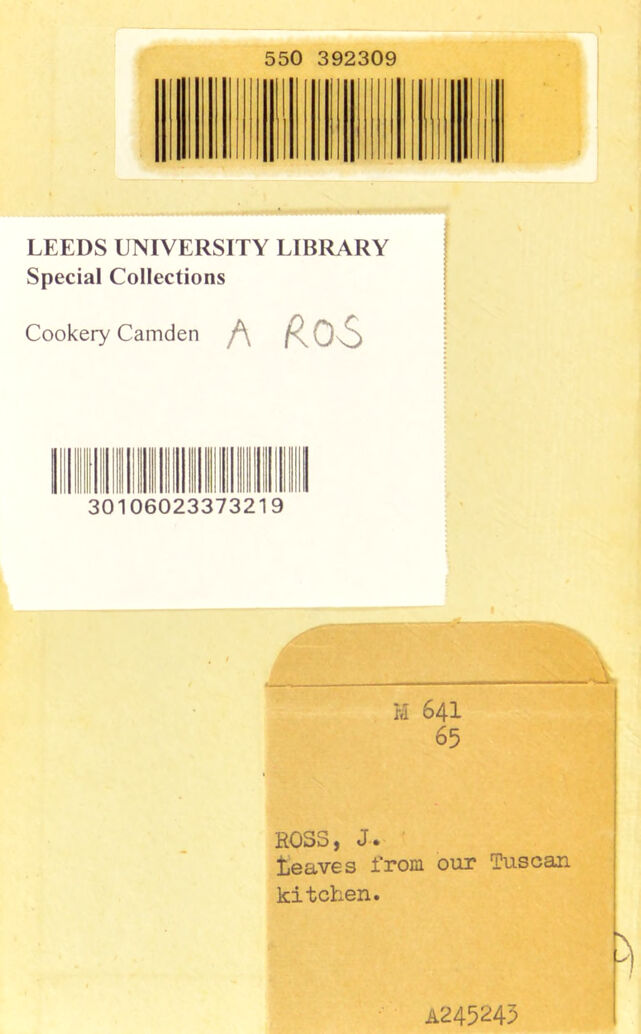 550 392309
LEEDS UNIVERSITY LIBRARY
Special Collections
Cookery Camden A ROS
30106023373219
M 641
65
ROSS, J.
Leaves from our Tuscan
kitchen.
A245243